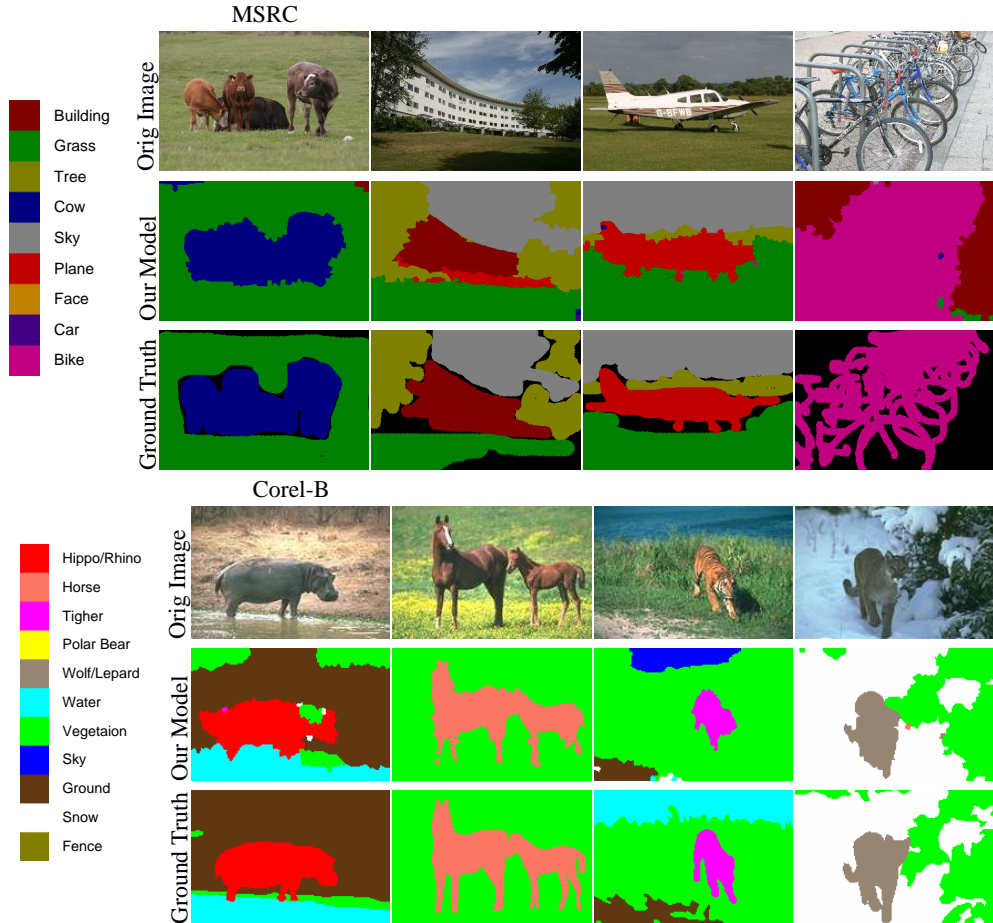 MSRC
Orig Image
Our Model
Ground Truth
Building
Grass
Tree
Cow
Sky
Plane
Face
Car
Bike
G-BFWB
Corel-B
Orig Image
Our Model
Ground Truth
Hippo/Rhino
Horse
Tigher
Polar Bear
Wolf/Lepard
Water
Vegetaion
Sky
Ground
Snow
Fence